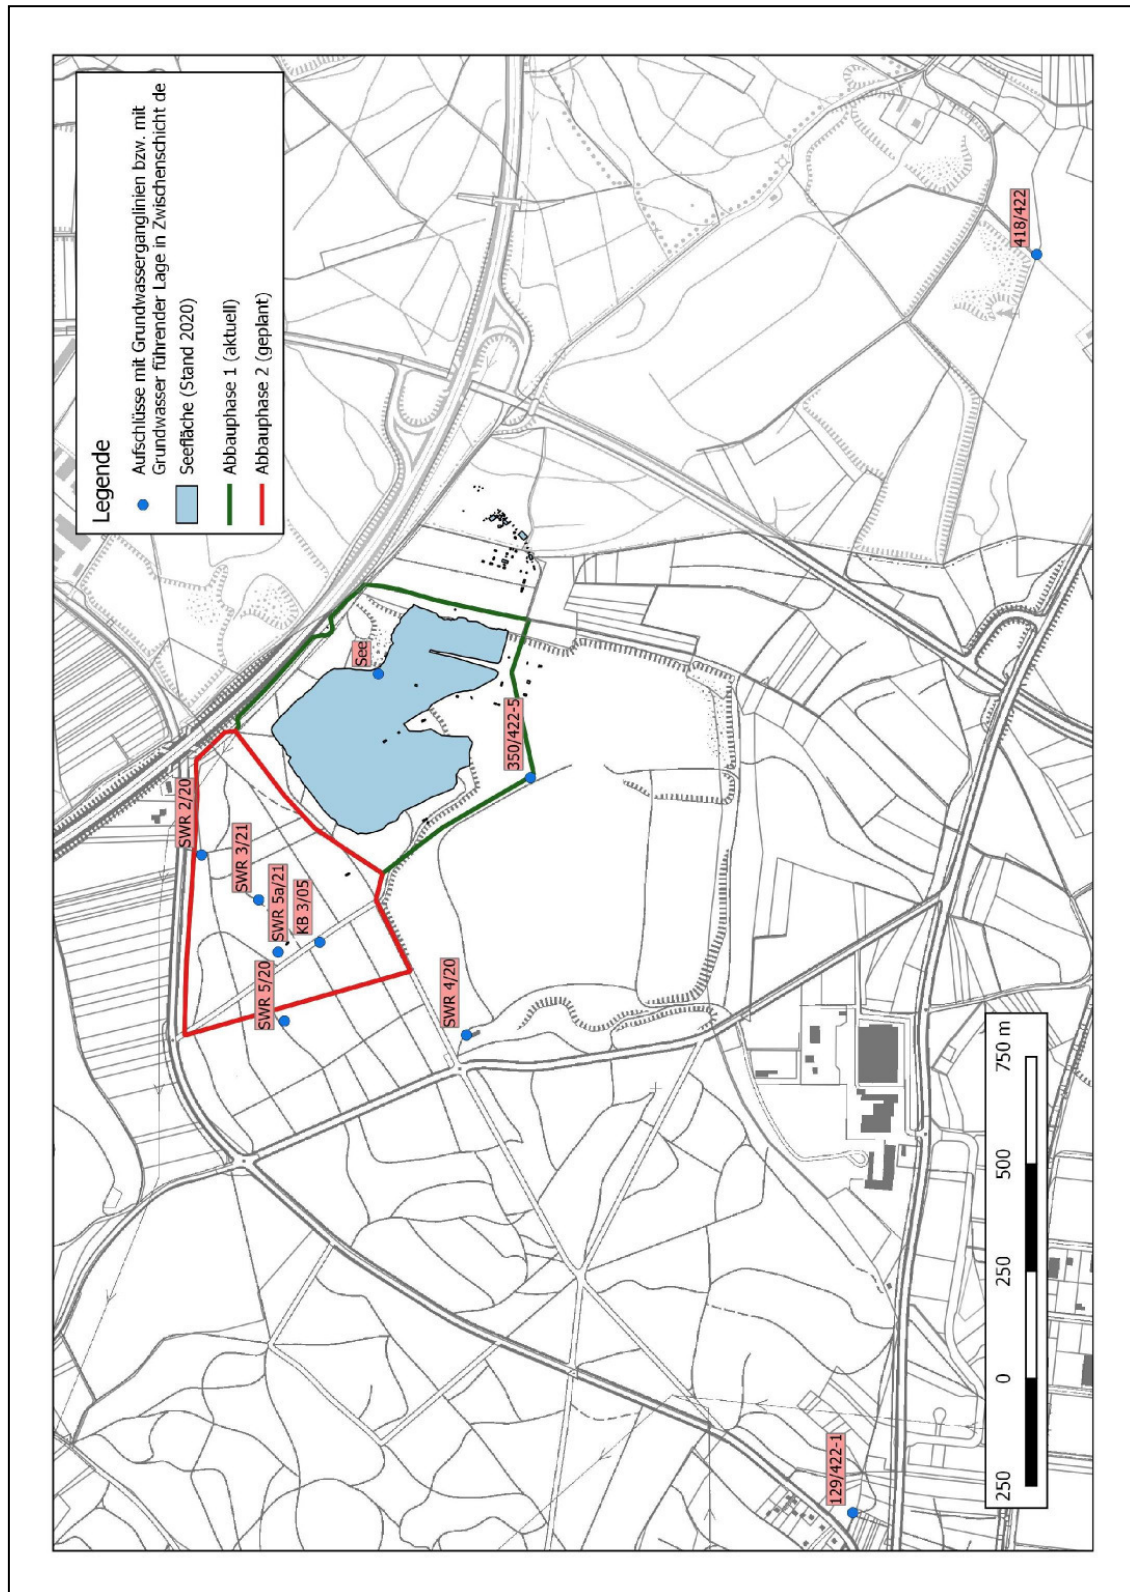 Legende
Aufschlüsse mit Grundwasserganglinien bzw. mit
Grundwasser führender Lage in Zwischenschicht de
Seefläche (Stand 2020)
Abbauphase 1 (aktuell)
Abbauphase 2 (geplant)
SWR 2/20
SWR 3/21
SWR 5a/21
KB 3/05
SWR 5/20
See
SWR 4/20
350/422-5
418/422
129/422-1
250
0
250
500
750 m